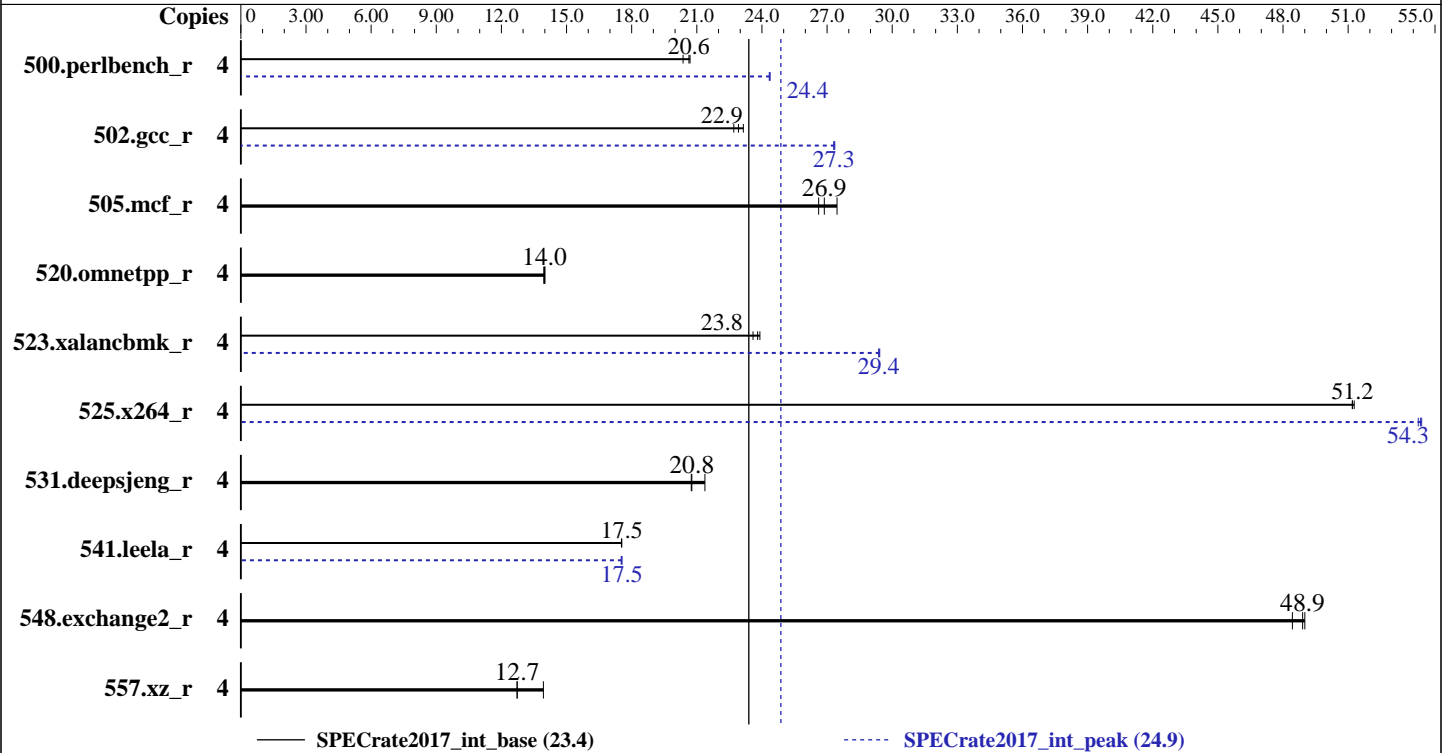 Copies 0 3.00 6.00 9.00 12.0 15.0 18.0 21.0 24.0 27.0 30.0 33.0 36.0 39.0 42.0 45.0 48.0 51.0 55.0
20.6
500.perlbench_r 4
24.4
22.9
502.gcc_r 4
27.3
26.9
505.mcf_r 4
14.0
520.omnetpp_r 4
23.8
523.xalancbmk_r 4
29.4
51.2
525.x264_r 4
54.3
20.8
531.deepsjeng_r 4
17.5
541.leela_r 4
17.5
48.9
548.exchange2_r 4
12.7
557.xz_r 4
SPECrate2017_int_base (23.4) SPECrate2017_int_peak (24.9)